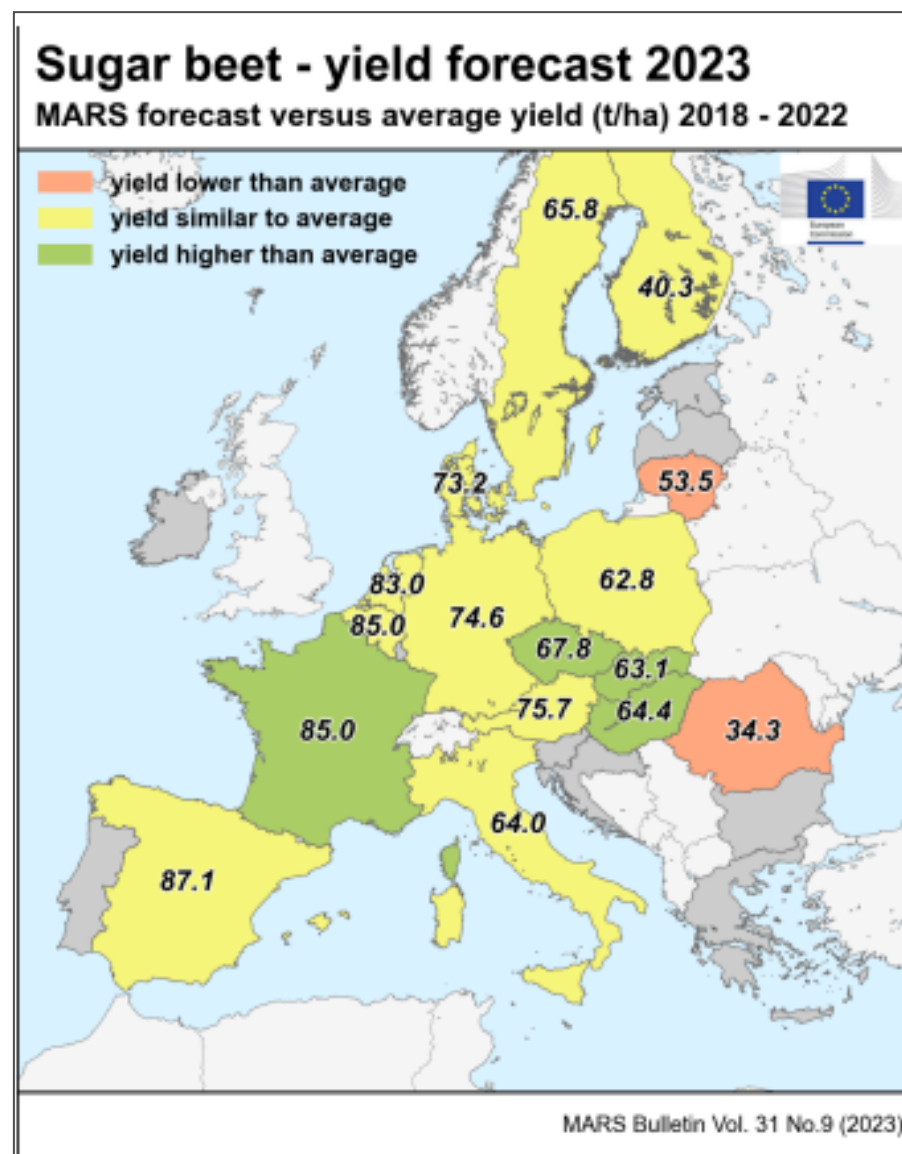 Sugar beet - yield forecast 2023
MARS forecast versus average yield (t/ha) 2018 - 2022
yield lower than average
yield similar to average
yield higher than average
European
Commission
65.8
40.3
73.2
53.5
83.0
62.8
85.0
74.6
67.8
63.1
75.7
64.4
85.0
34.3
64.0
87.1
MARS Bulletin Vol. 31 No.9 (2023)